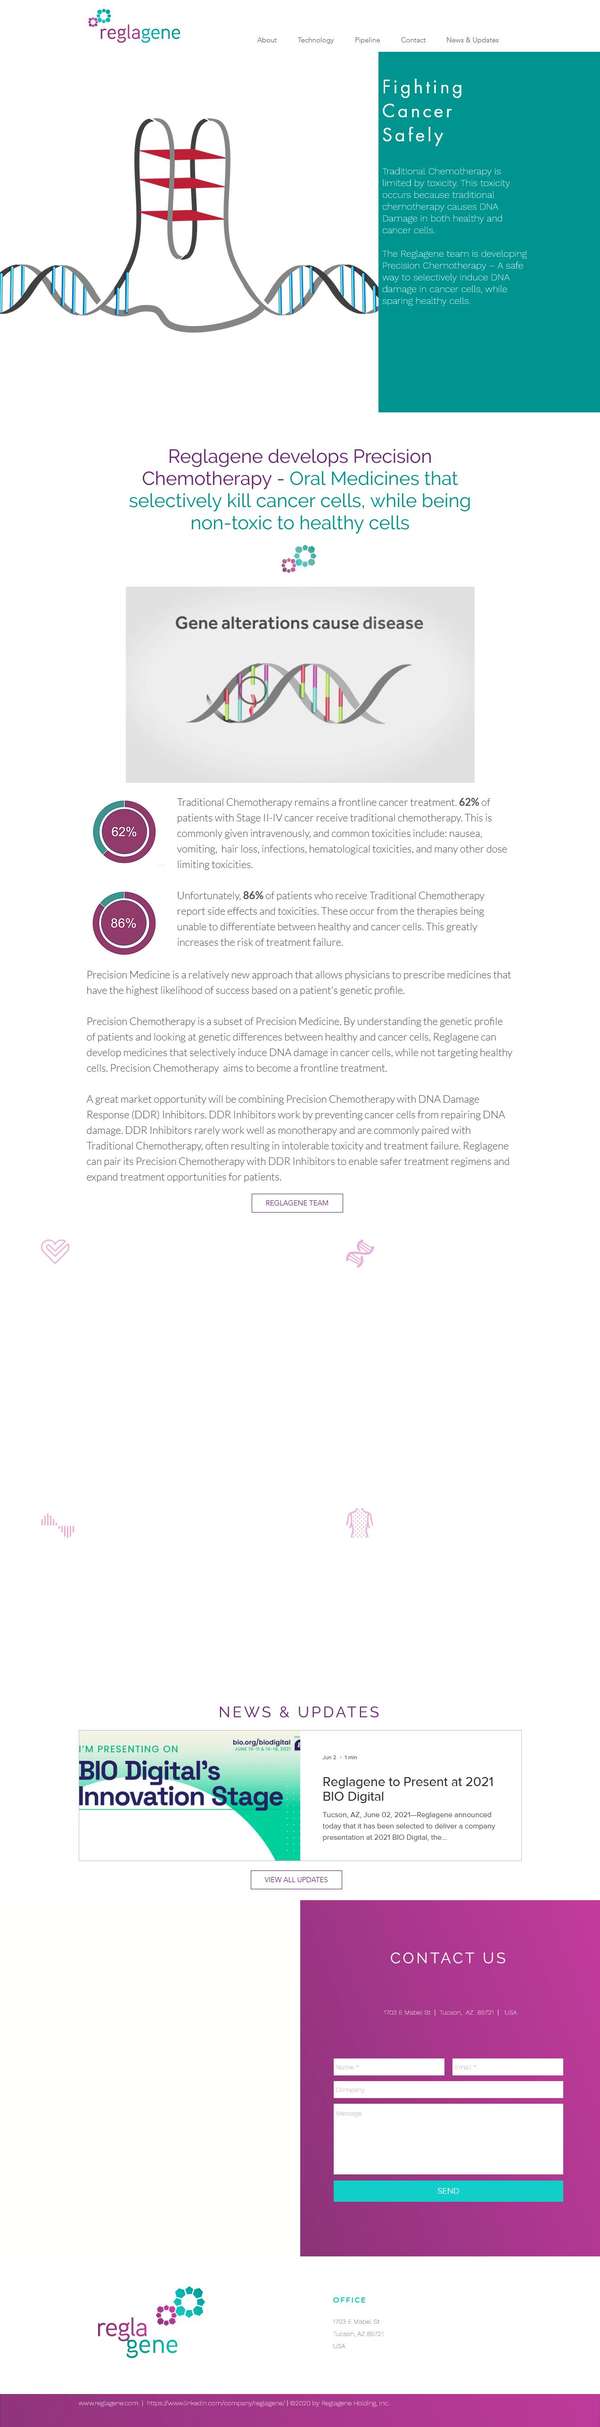 reglagene
About Technology Pipeline Contact News & Updates
Fighting
Cancer
Safely
Traditional Chemotherapy is
limited by toxicity. This toxicity
occurs because traditional
chemotherapy causes DNA
Damage in both healthy and
cancer cells.
The Reglagene team is developing
Precision Chemotherapy – A safe
way to selectively induce DNA
damage in cancer cells, while
sparing healthy cells.
Reglagene develops Precision
Chemotherapy - Oral Medicines that
selectively kill cancer cells, while being
non-toxic to healthy cells
Gene alterations cause disease
62%
Traditional Chemotherapy remains a frontline cancer treatment. 62% of
patients with Stage II-IV cancer receive traditional chemotherapy. This is
commonly given intravenously, and common toxicities include: nausea,
vomiting, hair loss, infections, hematological toxicities, and many other dose
limiting toxicities.
86%
Unfortunately, 86% of patients who receive Traditional Chemotherapy
report side effects and toxicities. These occur from the therapies being
unable to differentiate between healthy and cancer cells. This greatly
increases the risk of treatment failure.
Precision Medicine is a relatively new approach that allows physicians to prescribe medicines that
have the highest likelihood of success based on a patient's genetic profile.
Precision Chemotherapy is a subset of Precision Medicine. By understanding the genetic profile
of patients and looking at genetic differences between healthy and cancer cells, Reglagene can
develop medicines that selectively induce DNA damage in cancer cells, while not targeting healthy
cells. Precision Chemotherapy aims to become a frontline treatment.
A great market opportunity will be combining Precision Chemotherapy with DNA Damage
Response (DDR) Inhibitors. DDR Inhibitors work by preventing cancer cells from repairing DNA
damage. DDR Inhibitors rarely work well as monotherapy and are commonly paired with
Traditional Chemotherapy, often resulting in intolerable toxicity and treatment failure. Reglagene
can pair its Precision Chemotherapy with DDR Inhibitors to enable safer treatment regimens and
expand treatment opportunities for patients.
REGLAGENE TEAM
NEWS & UPDATES
I'M PRESENTING ON
bio.org/biodigital
JUNE 10-11 & 14-18, 2021
BIO Digital's
Innovation Stage
Jun 2 · 1 min
Reglagene to Present at 2021
BIO Digital
Tucson, AZ, June 02, 2021—Reglagene announced
today that it has been selected to deliver a company
presentation at 2021 BIO Digital, the...
VIEW ALL UPDATES
CONTACT US
1703 E Mabel St | Tucson, AZ 85721 | USA
Name *
Email *
Company
Message
SEND
regla
gene
OFFICE
1703 E Mabel St
Tucson, AZ 85721
USA
www.reglagene.com | https://www.linkedin.com/company/reglagene/ | ©2020 by Reglagene Holding, Inc.